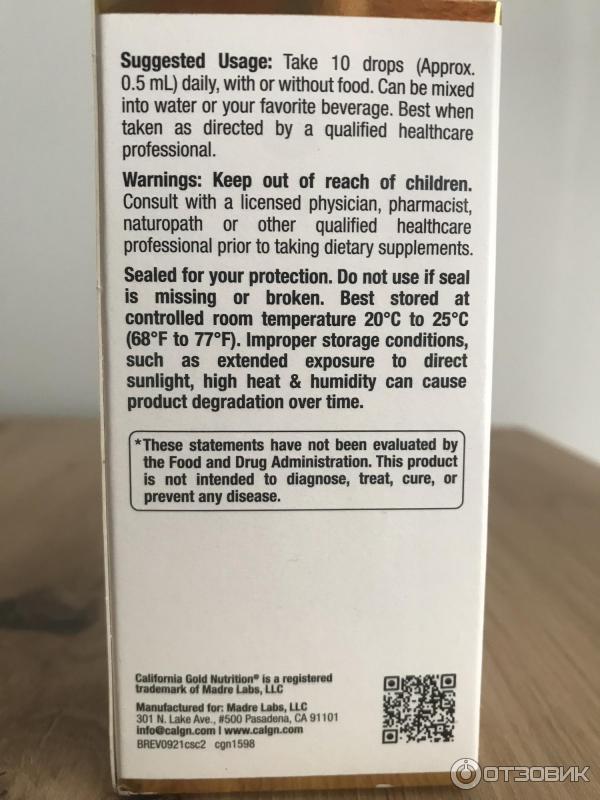 Suggested Usage: Take 10 drops (Approx.
0.5 mL) daily, with or without food. Can be mixed
into water or your favorite beverage. Best when
taken as directed by a qualified healthcare
professional.
Warnings: Keep out of reach of children.
Consult with a licensed physician, pharmacist,
naturopath or other qualified healthcare
professional prior to taking dietary supplements.
Sealed for your protection. Do not use if seal
is missing or broken. Best stored at
controlled room temperature 20°C to 25°C
(68°F to 77°F). Improper storage conditions,
such as extended exposure to direct
sunlight, high heat & humidity can cause
product degradation over time.
*These statements have not been evaluated by
the Food and Drug Administration. This product
is not intended to diagnose, treat, cure, or
prevent any disease.
California Gold Nutrition® is a registered
trademark of Madre Labs, LLC
Manufactured for: Madre Labs, LLC
301 N. Lake Ave., #500 Pasadena, CA 91101
info@calgn.com | www.calgn.com
BREV0921csc2 cgn1598
ОТЗОВИК